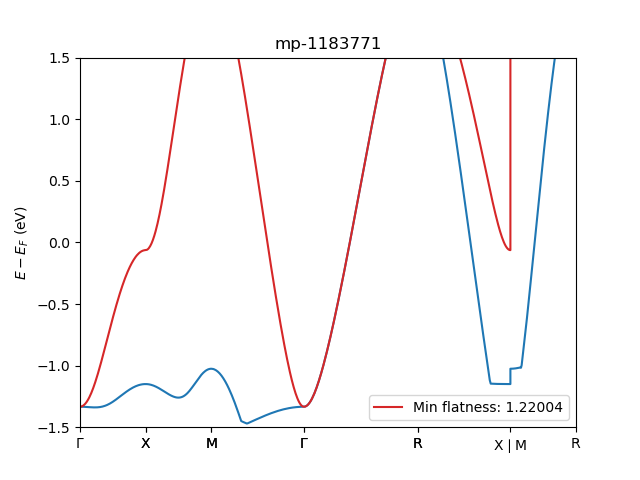 mp-1183771
1.5
1.0
0.5
0.0
−0.5
−1.0
−1.5
E − E_F (eV)
Min flatness: 1.22004
Γ X M Γ R X | M R